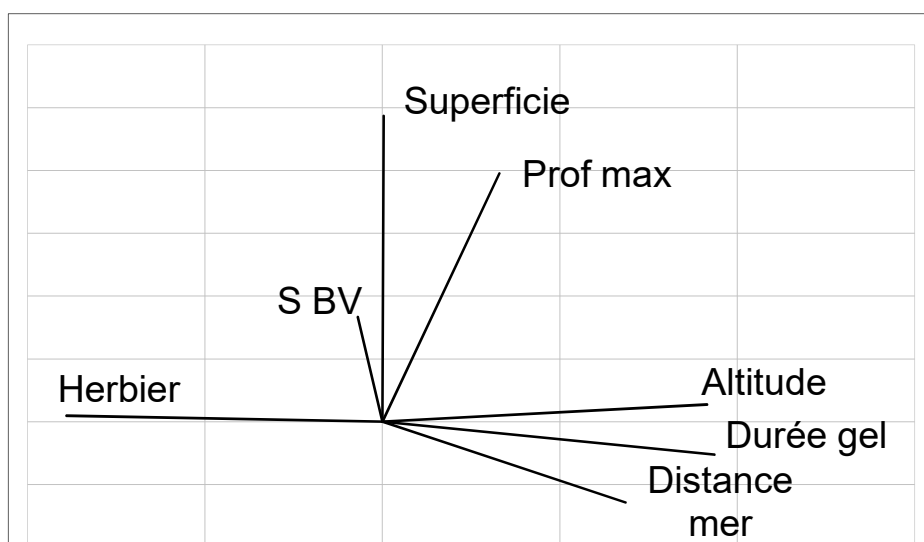 Superficie
Prof max
S BV
Herbier
Altitude
Durée gel
Distance
mer